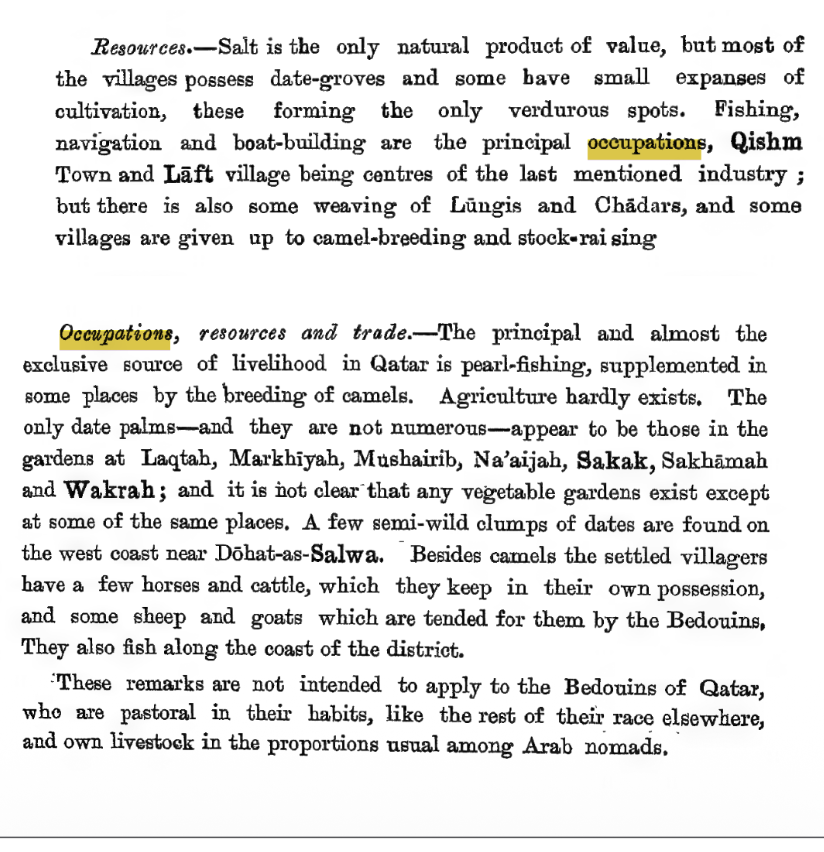 Resources.—Salt is the only natural product of value, but most of
the villages possess date-groves and some have small expanses of
cultivation, these forming the only verdurous spots. Fishing,
navigation and boat-building are the principal occupations, Qishm
Town and Lāft village being centres of the last mentioned industry ;
but there is also some weaving of Lūngis and Chādars, and some
villages are given up to camel-breeding and stock-rai sing
Occupations, resources and trade.—The principal and almost the
exclusive source of livelihood in Qatar is pearl-fishing, supplemented in
some places by the breeding of camels. Agriculture hardly exists. The
only date palms—and they are not numerous—appear to be those in the
gardens at Laqtah, Markhīyah, Mushairib, Na'aijah, Sakak, Sakhāmah
and Wakrah ; and it is not clear that any vegetable gardens exist except
at some of the same places. A few semi-wild clumps of dates are found on
the west coast near Dōhat-as-Salwa. Besides camels the settled villagers
have a few horses and cattle, which they keep in their own possession,
and some sheep and goats which are tended for them by the Bedouins,
They also fish along the coast of the district.
These remarks are not intended to apply to the Bedouins of Qatar,
who are pastoral in their habits, like the rest of their race elsewhere,
and own livestock in the proportions usual among Arab nomads.